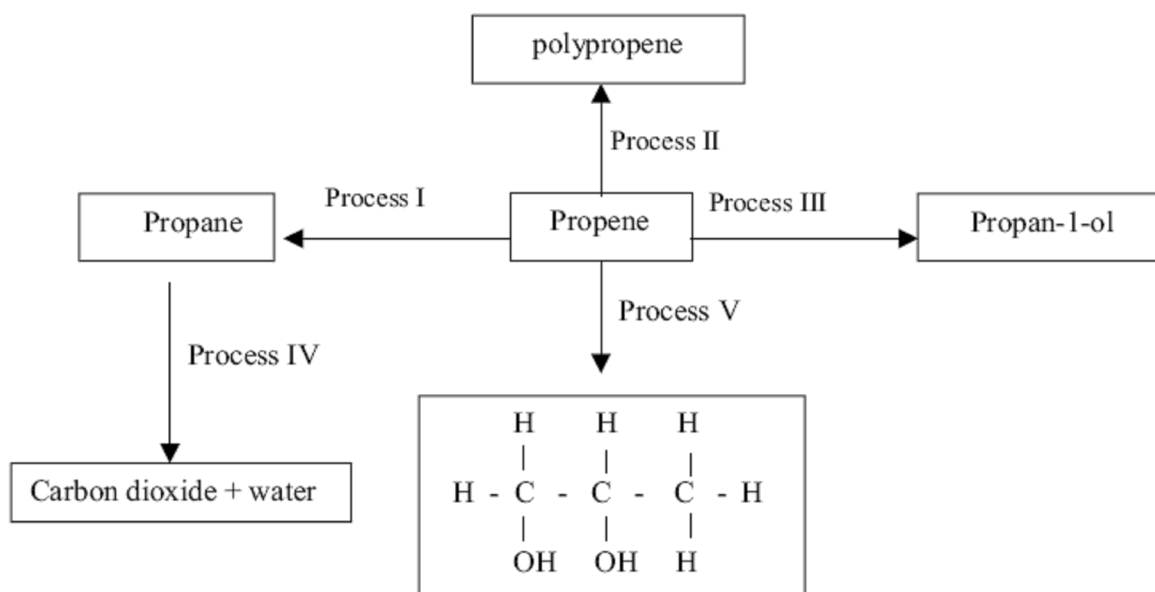 polypropene
Process II
Process I
Process III
Propane
Propene
Propan-1-ol
Process V
Process IV
H H H
H - C - C - C - H
OH OH H
Carbon dioxide + water